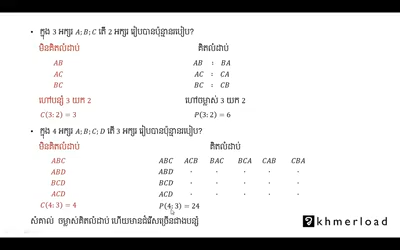 • ក្នុង 3 អក្សរ A; B; C តើ 2 អក្សរ រៀបបានប៉ុន្មានរបៀប?
មិនគិតលំដាប់ គិតលំដាប់
AB AB : BA
AC AC : CA
BC BC : CB
ហៅបន្សំ 3 យក 2 ហៅចម្លាស់ 3 យក 2
C(3: 2) = 3 P(3: 2) = 6
• ក្នុង 4 អក្សរ A; B; C; D តើ 3 អក្សរ រៀបបានប៉ុន្មានរបៀប?
មិនគិតលំដាប់ គិតលំដាប់
ABC ABC ACB BAC BCA CAB CBA
ABD ABD . . . . .
BCD BCD . . . . .
ACD ACD . . . . .
C(4: 3) = 4 P(4: 3) = 24
សំគាល់ ចម្លាស់គិតលំដាប់ ហើយមានជំរើសច្រើនជាងបន្សំ
khmerload